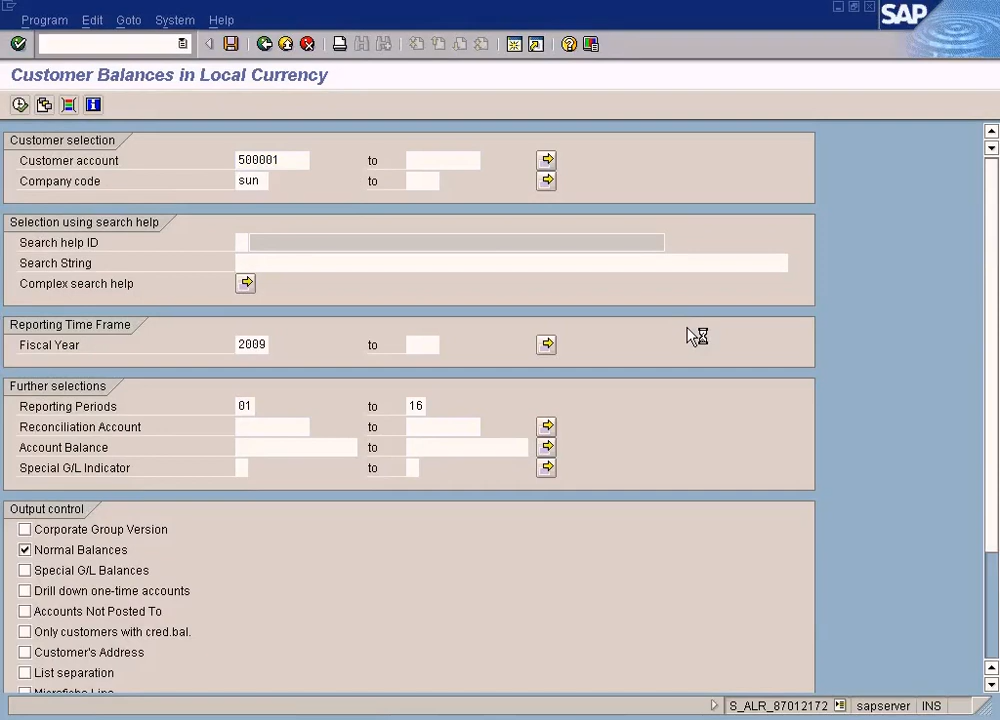 Program Edit Goto System Help
SAP
Customer Balances in Local Currency
Customer selection
Customer account 500001 to
Company code sun to
Selection using search help
Search help ID
Search String
Complex search help
Reporting Time Frame
Fiscal Year 2009 to
Further selections
Reporting Periods 01 to 16
Reconciliation Account to
Account Balance to
Special G/L Indicator to
Output control
Corporate Group Version
Normal Balances
Special G/L Balances
Drill down one-time accounts
Accounts Not Posted To
Only customers with cred.bal.
Customer's Address
List separation
Microfiche Line
S_ALR_87012172 sapserver INS